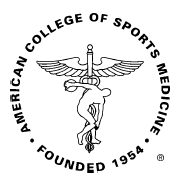 AMERICAN COLLEGE OF SPORTS MEDICINE
• FOUNDED 1954 •
®